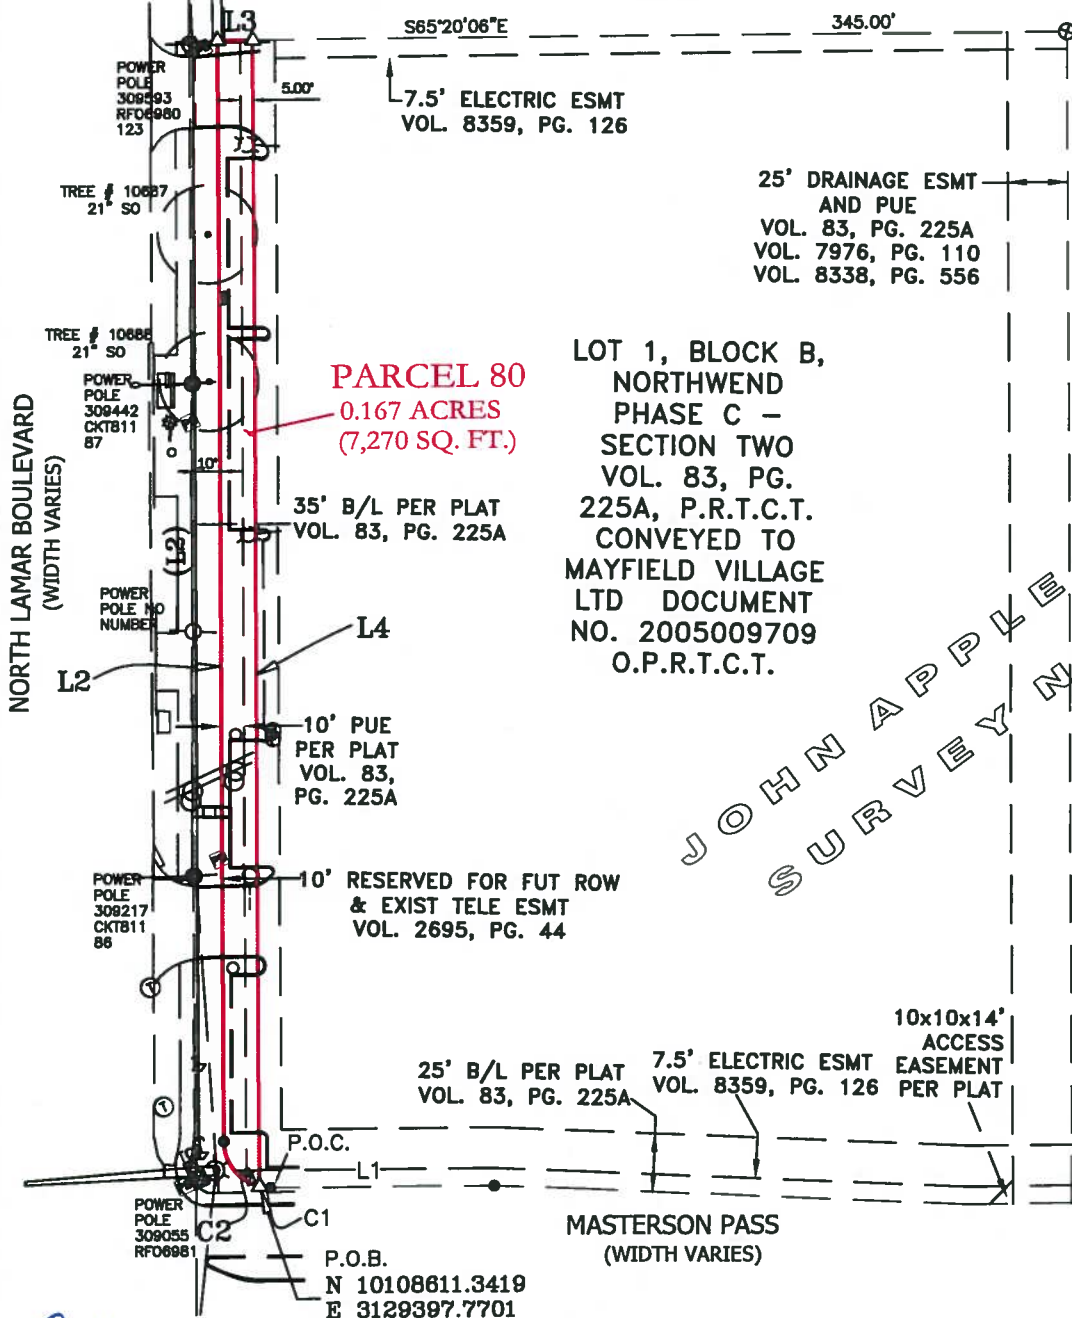 L3
S65°20'06"E
345.00'
POWER
POLE
309593
RFO6980
123
5.00'
7.5' ELECTRIC ESMT
VOL. 8359, PG. 126
TREE # 10687
21" SO
25' DRAINAGE ESMT
AND PUE
VOL. 83, PG. 225A
VOL. 7976, PG. 110
VOL. 8338, PG. 556
TREE # 10688
21" SO
POWER
POLE
309442
CKT811
87
PARCEL 80
0.167 ACRES
(7,270 SQ. FT.)
LOT 1, BLOCK B,
NORTHWEND
PHASE C –
SECTION TWO
VOL. 83, PG.
225A, P.R.T.C.T.
CONVEYED TO
MAYFIELD VILLAGE
LTD DOCUMENT
NO. 2005009709
O.P.R.T.C.T.
NORTH LAMAR BOULEVARD
(WIDTH VARIES)
10'
35' B/L PER PLAT
VOL. 83, PG. 225A
(L2)
POWER
POLE NO
NUMBER
L4
L2
10' PUE
PER PLAT
VOL. 83,
PG. 225A
JOHN APPLE
SURVEYN
POWER
POLE
309217
CKT811
86
10' RESERVED FOR FUT ROW
& EXIST TELE ESMT
VOL. 2695, PG. 44
25' B/L PER PLAT
VOL. 83, PG. 225A
7.5' ELECTRIC ESMT
VOL. 8359, PG. 126
10x10x14'
ACCESS
EASEMENT
PER PLAT
P.O.C.
L1
POWER
POLE
309055
RFO6981
C2
C1
MASTERSON PASS
(WIDTH VARIES)
P.O.B.
N 10108611.3419
E 3129397.7701